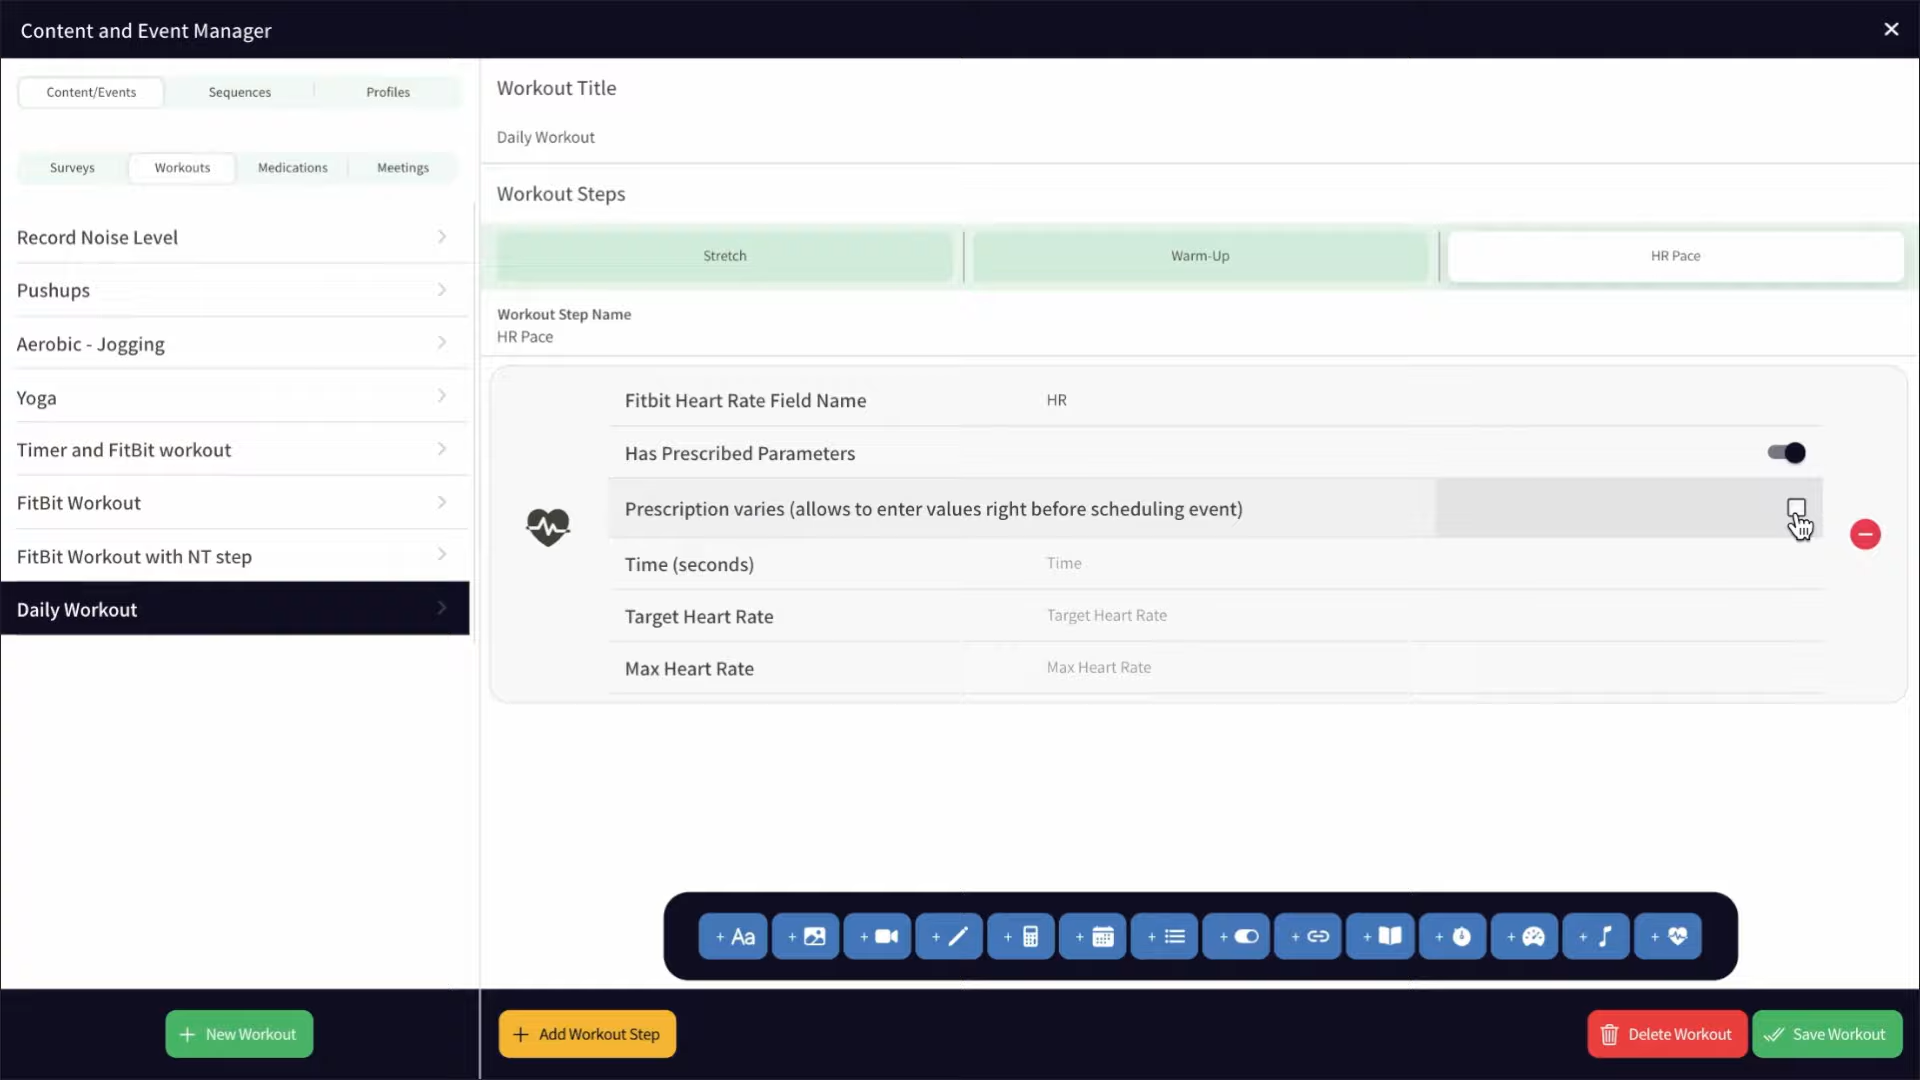 Content and Event Manager
Content/Events Sequences Profiles
Surveys Workouts Medications Meetings
Record Noise Level
Pushups
Aerobic - Jogging
Yoga
Timer and FitBit workout
FitBit Workout
FitBit Workout with NT step
Daily Workout
+ New Workout
Workout Title
Daily Workout
Workout Steps
Stretch Warm-Up HR Pace
Workout Step Name
HR Pace
Fitbit Heart Rate Field Name HR
Has Prescribed Parameters
Prescription varies (allows to enter values right before scheduling event)
Time (seconds) Time
Target Heart Rate Target Heart Rate
Max Heart Rate Max Heart Rate
+ Aa + + + + + + + + + + + + +
+ Add Workout Step Delete Workout Save Workout